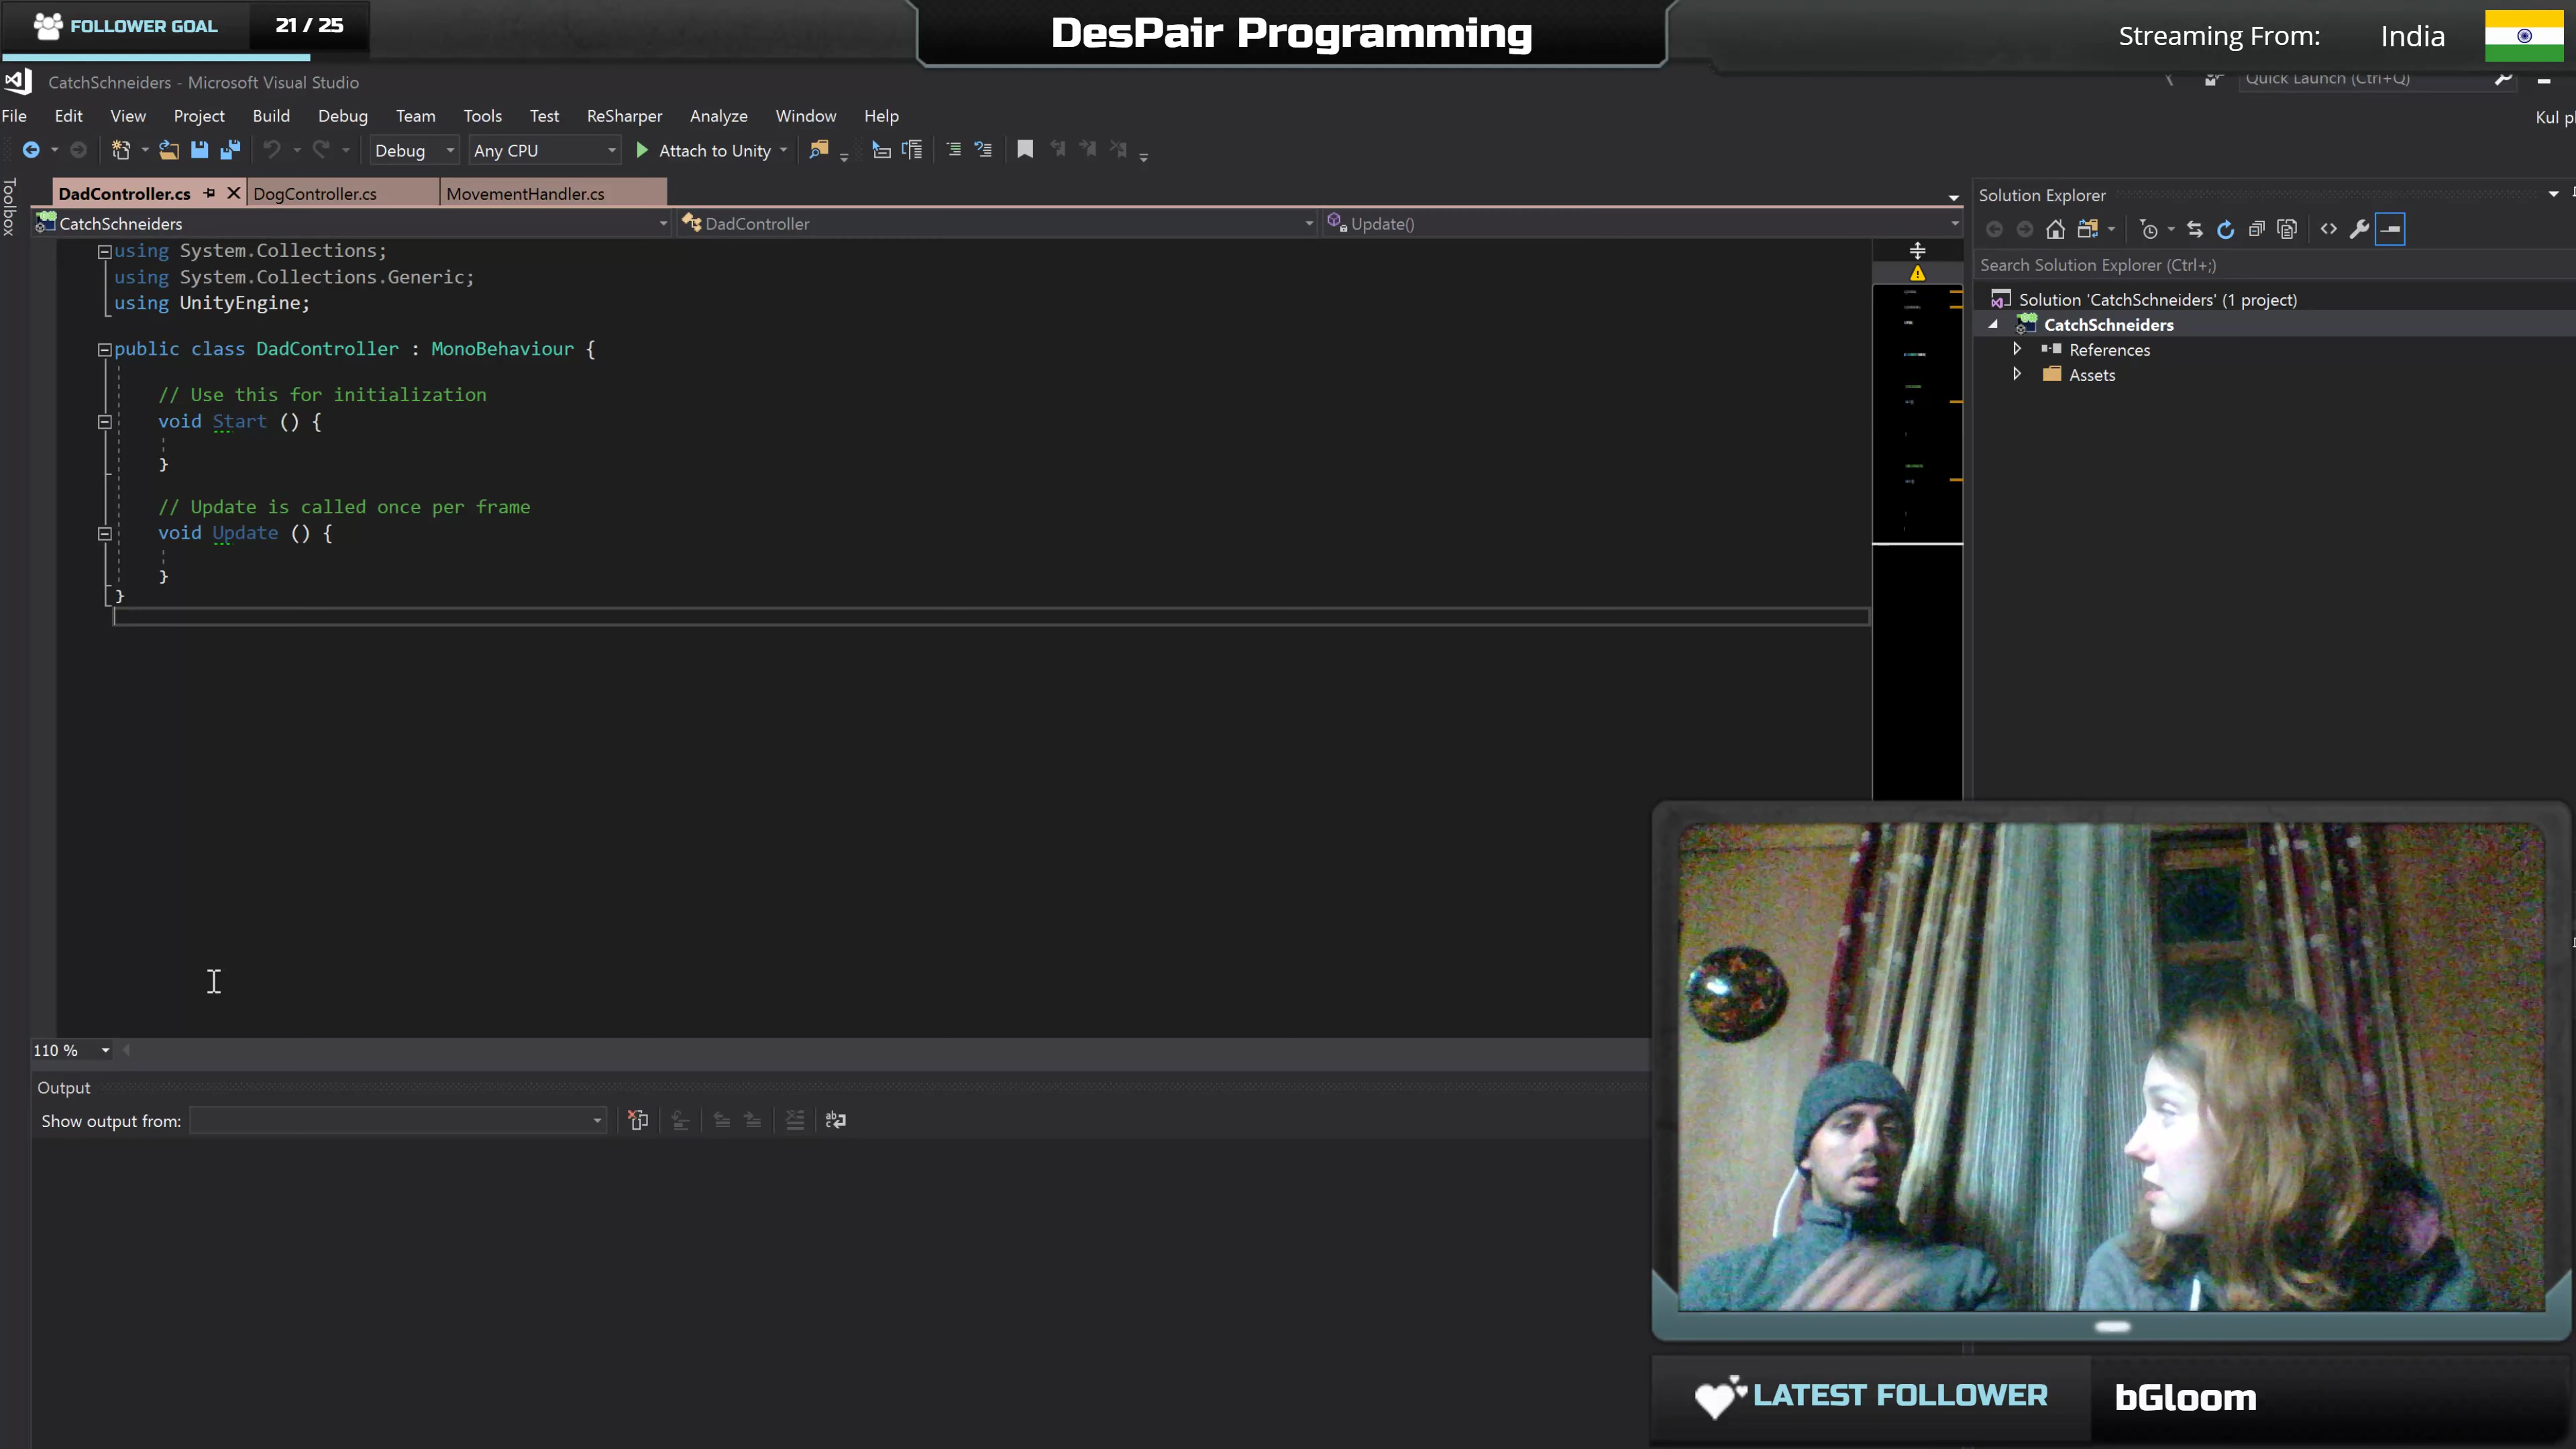 FOLLOWER GOAL 21 / 25
DesPair Programming
Streaming From: India
CatchSchneiders - Microsoft Visual Studio
Quick Launch (Ctrl+Q)
File Edit View Project Build Debug Team Tools Test ReSharper Analyze Window Help
Kul
Debug Any CPU Attach to Unity
Toolbox
DadController.cs DogController.cs MovementHandler.cs
CatchSchneiders DadController Update()
using System.Collections;
using System.Collections.Generic;
using UnityEngine;
public class DadController : MonoBehaviour {
// Use this for initialization
void Start () {
}
// Update is called once per frame
void Update () {
}
}
Solution Explorer
Search Solution Explorer (Ctrl+;)
Solution 'CatchSchneiders' (1 project)
CatchSchneiders
References
Assets
110 %
Output
Show output from:
LATEST FOLLOWER bGloom